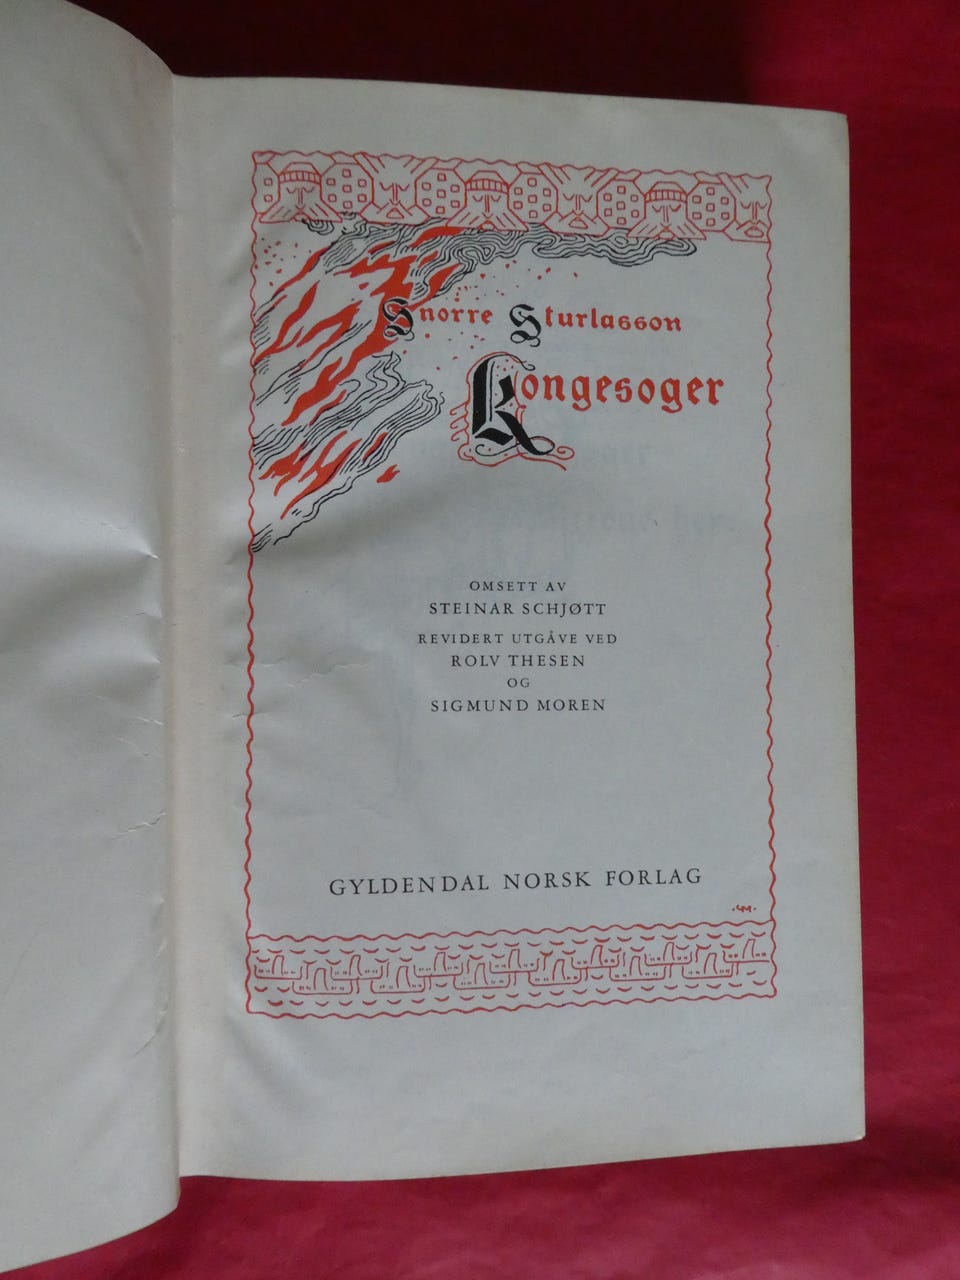 Snorre Sturlasson
Kongesoger
OMSETT AV
STEINAR SCHJØTT
REVIDERT UTGÅVE VED
ROLV THESEN
OG
SIGMUND MOREN
GYLDENDAL NORSK FORLAG